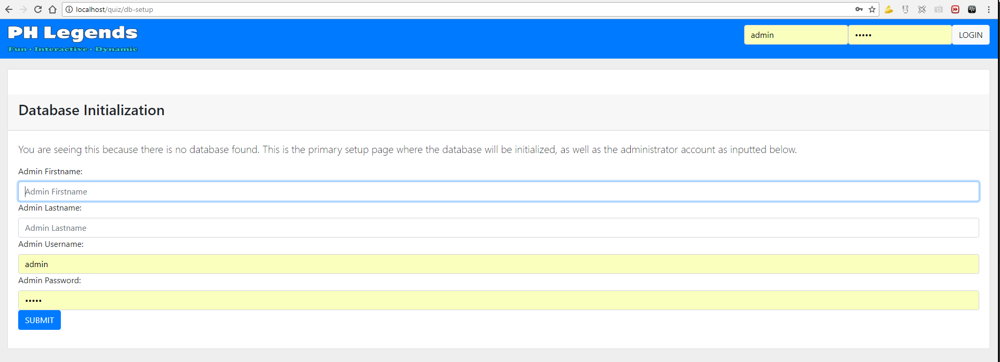 localhost/quiz/db-setup
PH Legends
Fun • Interactive • Dynamic
admin ••••• LOGIN
Database Initialization
You are seeing this because there is no database found. This is the primary setup page where the database will be initialized, as well as the administrator account as inputted below.
Admin Firstname:
Admin Firstname
Admin Lastname:
Admin Lastname
Admin Username:
admin
Admin Password:
•••••
SUBMIT